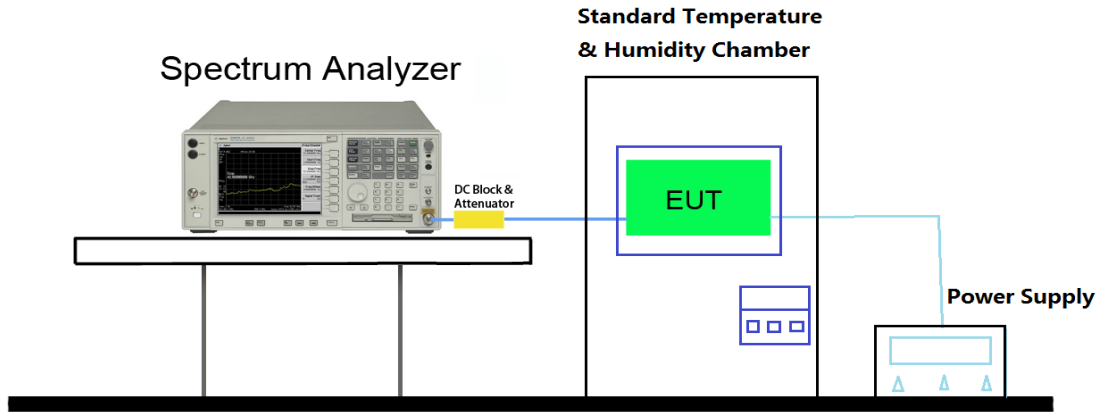 Standard Temperature
& Humidity Chamber
Spectrum Analyzer
DC Block &
Attenuator
EUT
Power Supply